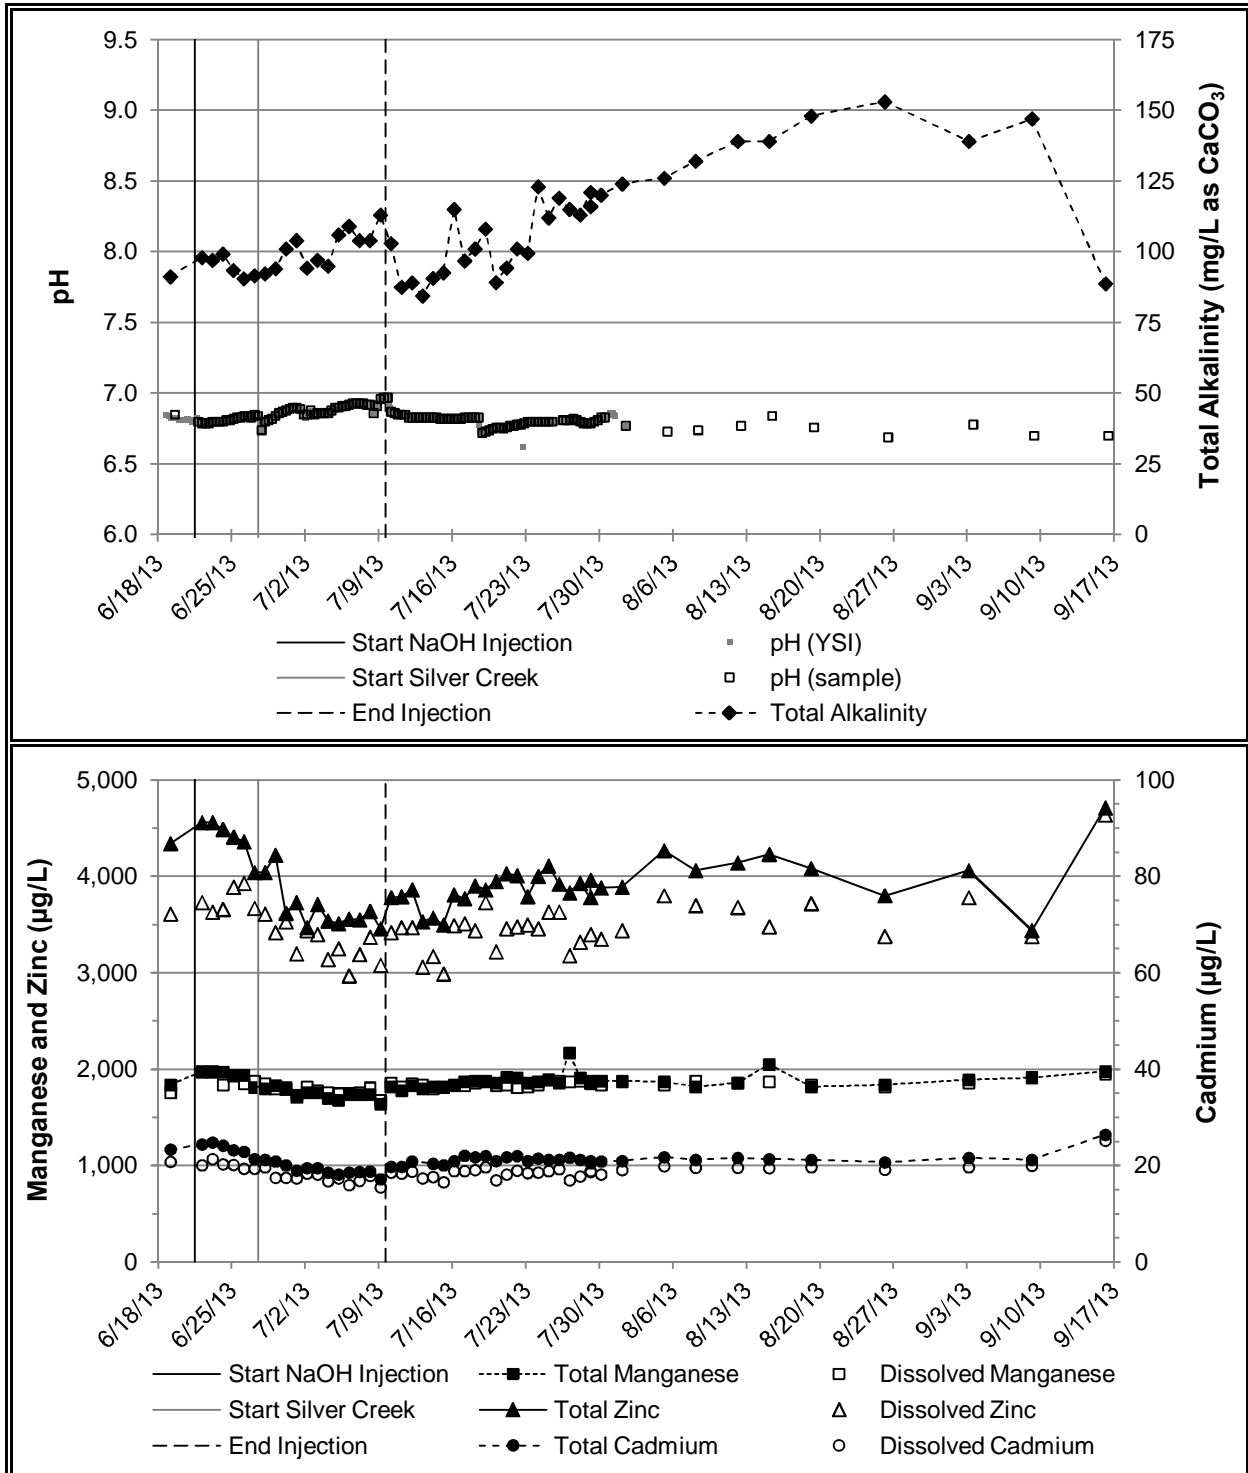 9.5
9.0
8.5
8.0
7.5
7.0
6.5
6.0
pH
175
150
125
100
75
50
25
0
Total Alkalinity (mg/L as CaCO₃)
6/18/13
6/25/13
7/2/13
7/9/13
7/16/13
7/23/13
7/30/13
8/6/13
8/13/13
8/20/13
8/27/13
9/3/13
9/10/13
9/17/13
Start NaOH Injection
pH (YSI)
Start Silver Creek
pH (sample)
End Injection
Total Alkalinity
5,000
4,000
3,000
2,000
1,000
0
Manganese and Zinc (µg/L)
100
80
60
40
20
0
Cadmium (µg/L)
6/18/13
6/25/13
7/2/13
7/9/13
7/16/13
7/23/13
7/30/13
8/6/13
8/13/13
8/20/13
8/27/13
9/3/13
9/10/13
9/17/13
Start NaOH Injection
Total Manganese
Dissolved Manganese
Start Silver Creek
Total Zinc
Dissolved Zinc
End Injection
Total Cadmium
Dissolved Cadmium